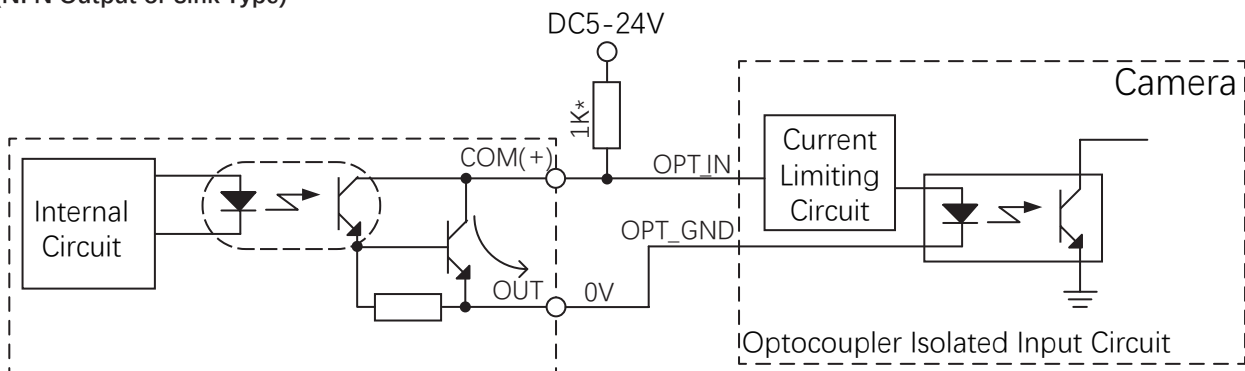 (NPN Output or Sink Type)
DC5-24V
Camera
1K*
COM(+)
OPT_IN
Current
Limiting
Circuit
Internal
Circuit
OPT_GND
OUT
0V
Optocoupler Isolated Input Circuit